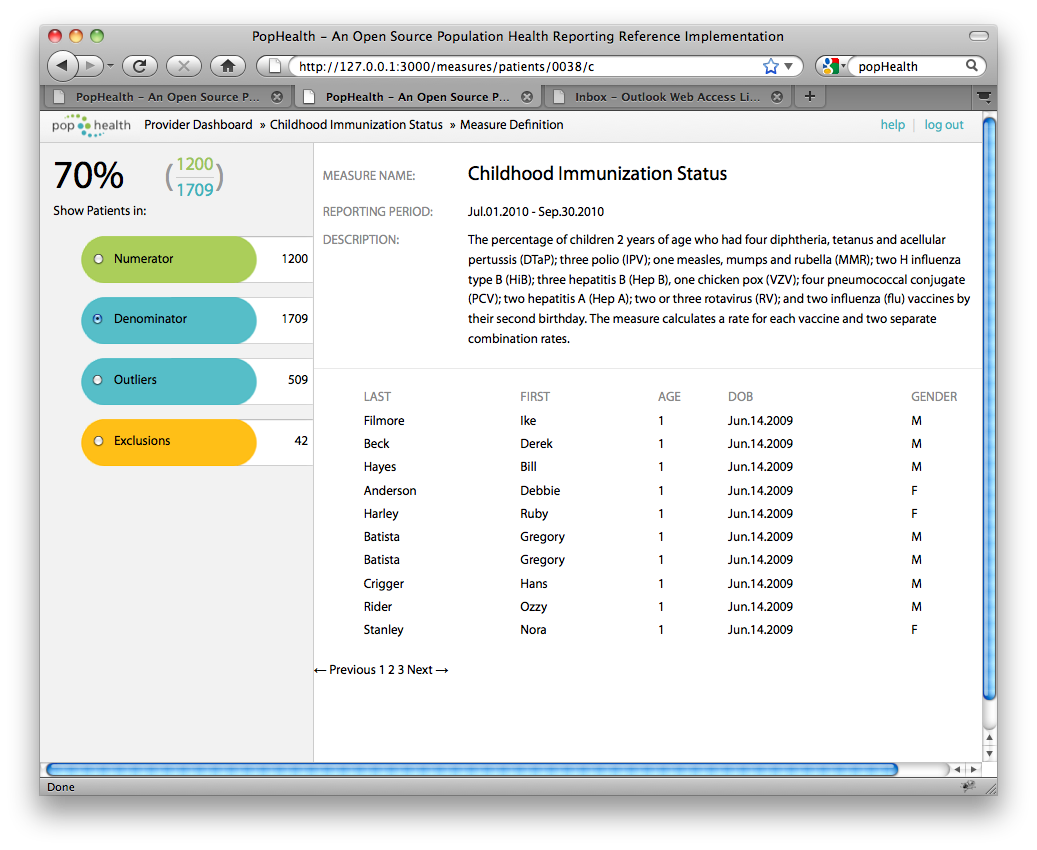 PopHealth – An Open Source Population Health Reporting Reference Implementation
http://127.0.0.1:3000/measures/patients/0038/c
popHealth
PopHealth – An Open Source P...
PopHealth – An Open Source P...
Inbox – Outlook Web Access Li...
pop health Provider Dashboard » Childhood Immunization Status » Measure Definition help | log out
70% (1200
1709)
Show Patients in:
Numerator 1200
Denominator 1709
Outliers 509
Exclusions 42
MEASURE NAME: Childhood Immunization Status
REPORTING PERIOD: Jul.01.2010 - Sep.30.2010
DESCRIPTION: The percentage of children 2 years of age who had four diphtheria, tetanus and acellular
pertussis (DTaP); three polio (IPV); one measles, mumps and rubella (MMR); two H influenza
type B (HiB); three hepatitis B (Hep B), one chicken pox (VZV); four pneumococcal conjugate
(PCV); two hepatitis A (Hep A); two or three rotavirus (RV); and two influenza (flu) vaccines by
their second birthday. The measure calculates a rate for each vaccine and two separate
combination rates.
LAST FIRST AGE DOB GENDER
Filmore Ike 1 Jun.14.2009 M
Beck Derek 1 Jun.14.2009 M
Hayes Bill 1 Jun.14.2009 M
Anderson Debbie 1 Jun.14.2009 F
Harley Ruby 1 Jun.14.2009 F
Batista Gregory 1 Jun.14.2009 M
Batista Gregory 1 Jun.14.2009 M
Crigger Hans 1 Jun.14.2009 M
Rider Ozzy 1 Jun.14.2009 M
Stanley Nora 1 Jun.14.2009 F
← Previous 1 2 3 Next →
Done